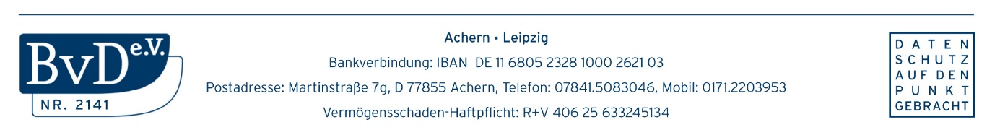 BvD e.V.
NR. 2141
Achern ▪ Leipzig
Bankverbindung: IBAN  DE 11 6805 2328 1000 2621 03
Postadresse: Martinstraße 7g, D-77855 Achern, Telefon: 07841.5083046, Mobil: 0171.2203953
Vermögensschaden-Haftpflicht: R+V 406 25 633245134
DATEN
SCHUTZ
AUF DEN
PUNKT
GEBRACHT